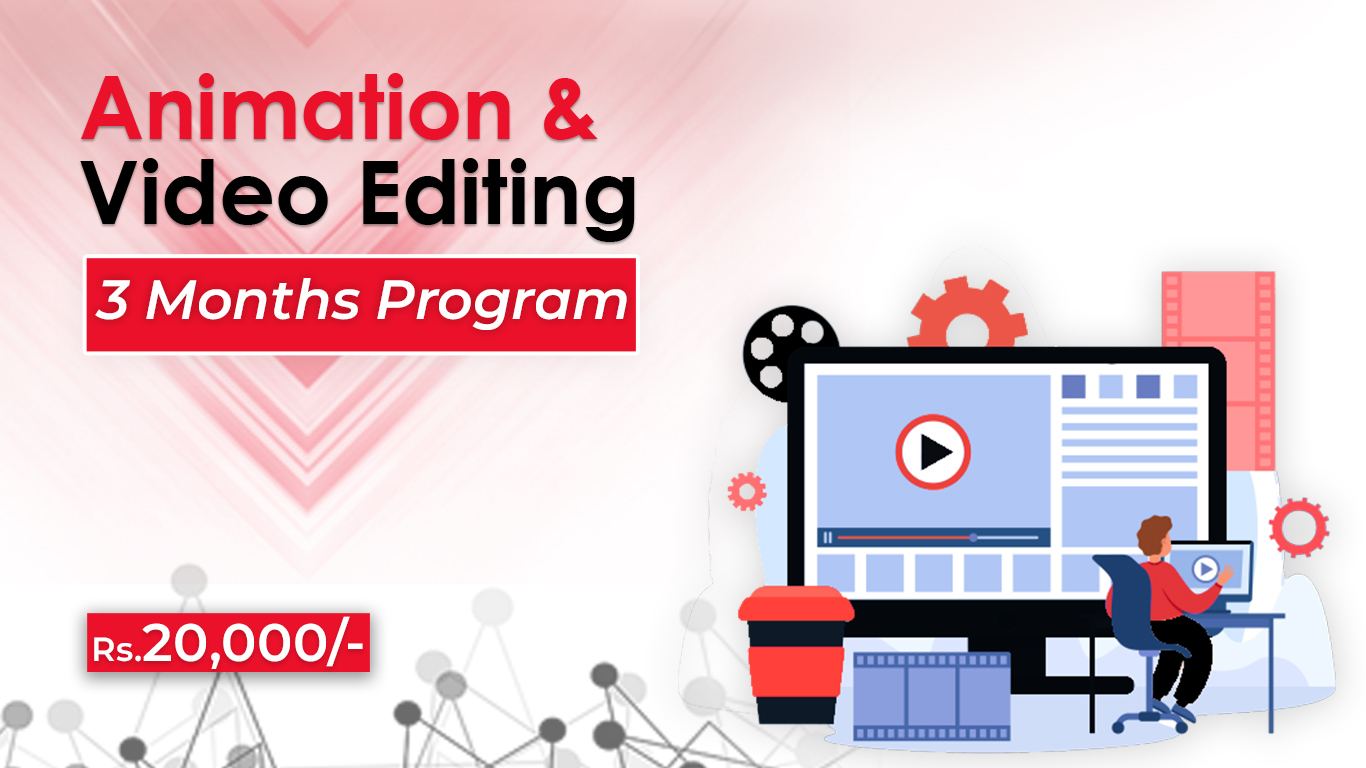 Animation &
Video Editing
3 Months Program
Rs.20,000/-